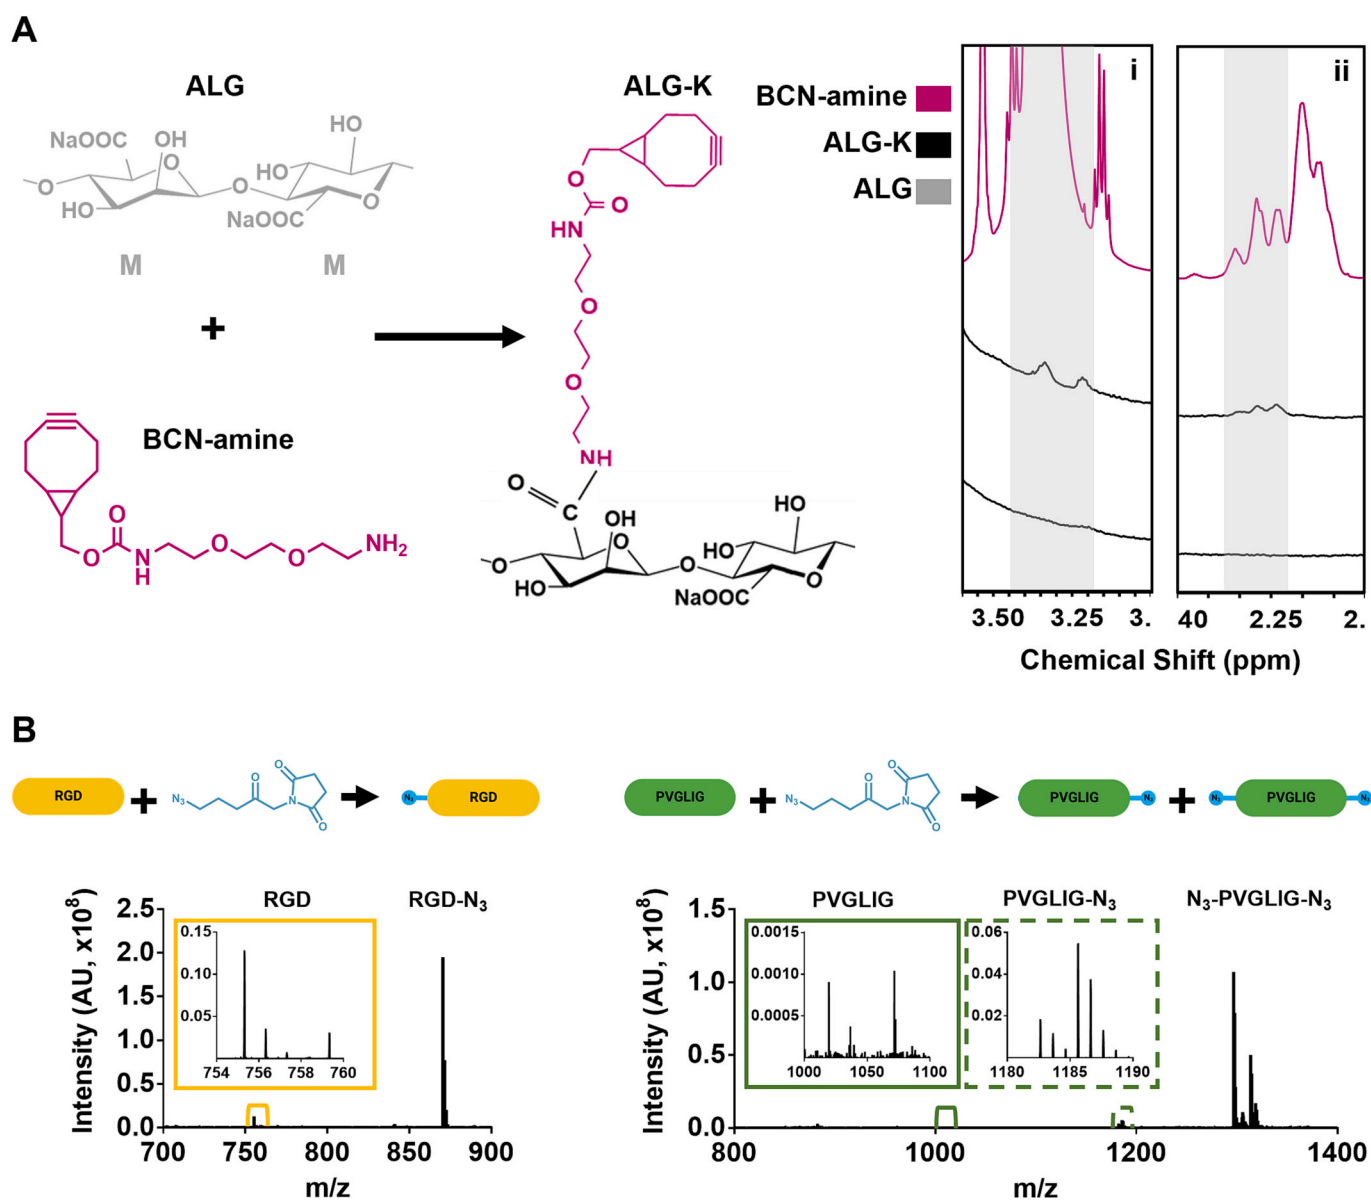 A
ALG
NaOOC
OH
HO
O
O
HO
HO
O
NaOOC
O
M
M
+
BCN-amine
O
O
N
H
O
O
NH2
ALG-K
O
O
HN
O
O
NH
O
C
OH
HO
O
O
HO
HO
O
NaOOC
O
BCN-amine
ALG-K
ALG
i
ii
3.50
3.25
3.
40
2.25
2.
Chemical Shift (ppm)
B
RGD
+
N3
O
O
N
O
N3
RGD
PVGLIG
+
N3
O
O
N
O
PVGLIG
N3
+
N3
PVGLIG
N3
Intensity (AU, x10⁸)
2.5
2.0
1.5
1.0
0.5
0.0
RGD
RGD-N3
0.15
0.10
0.05
754
756
758
760
700
750
800
850
900
m/z
Intensity (AU, x10⁸)
1.5
1.0
0.5
0.0
PVGLIG
PVGLIG-N3
N3-PVGLIG-N3
0.0015
0.0010
0.0005
1000
1050
1100
0.06
0.04
0.02
1180
1185
1190
800
1000
1200
1400
m/z